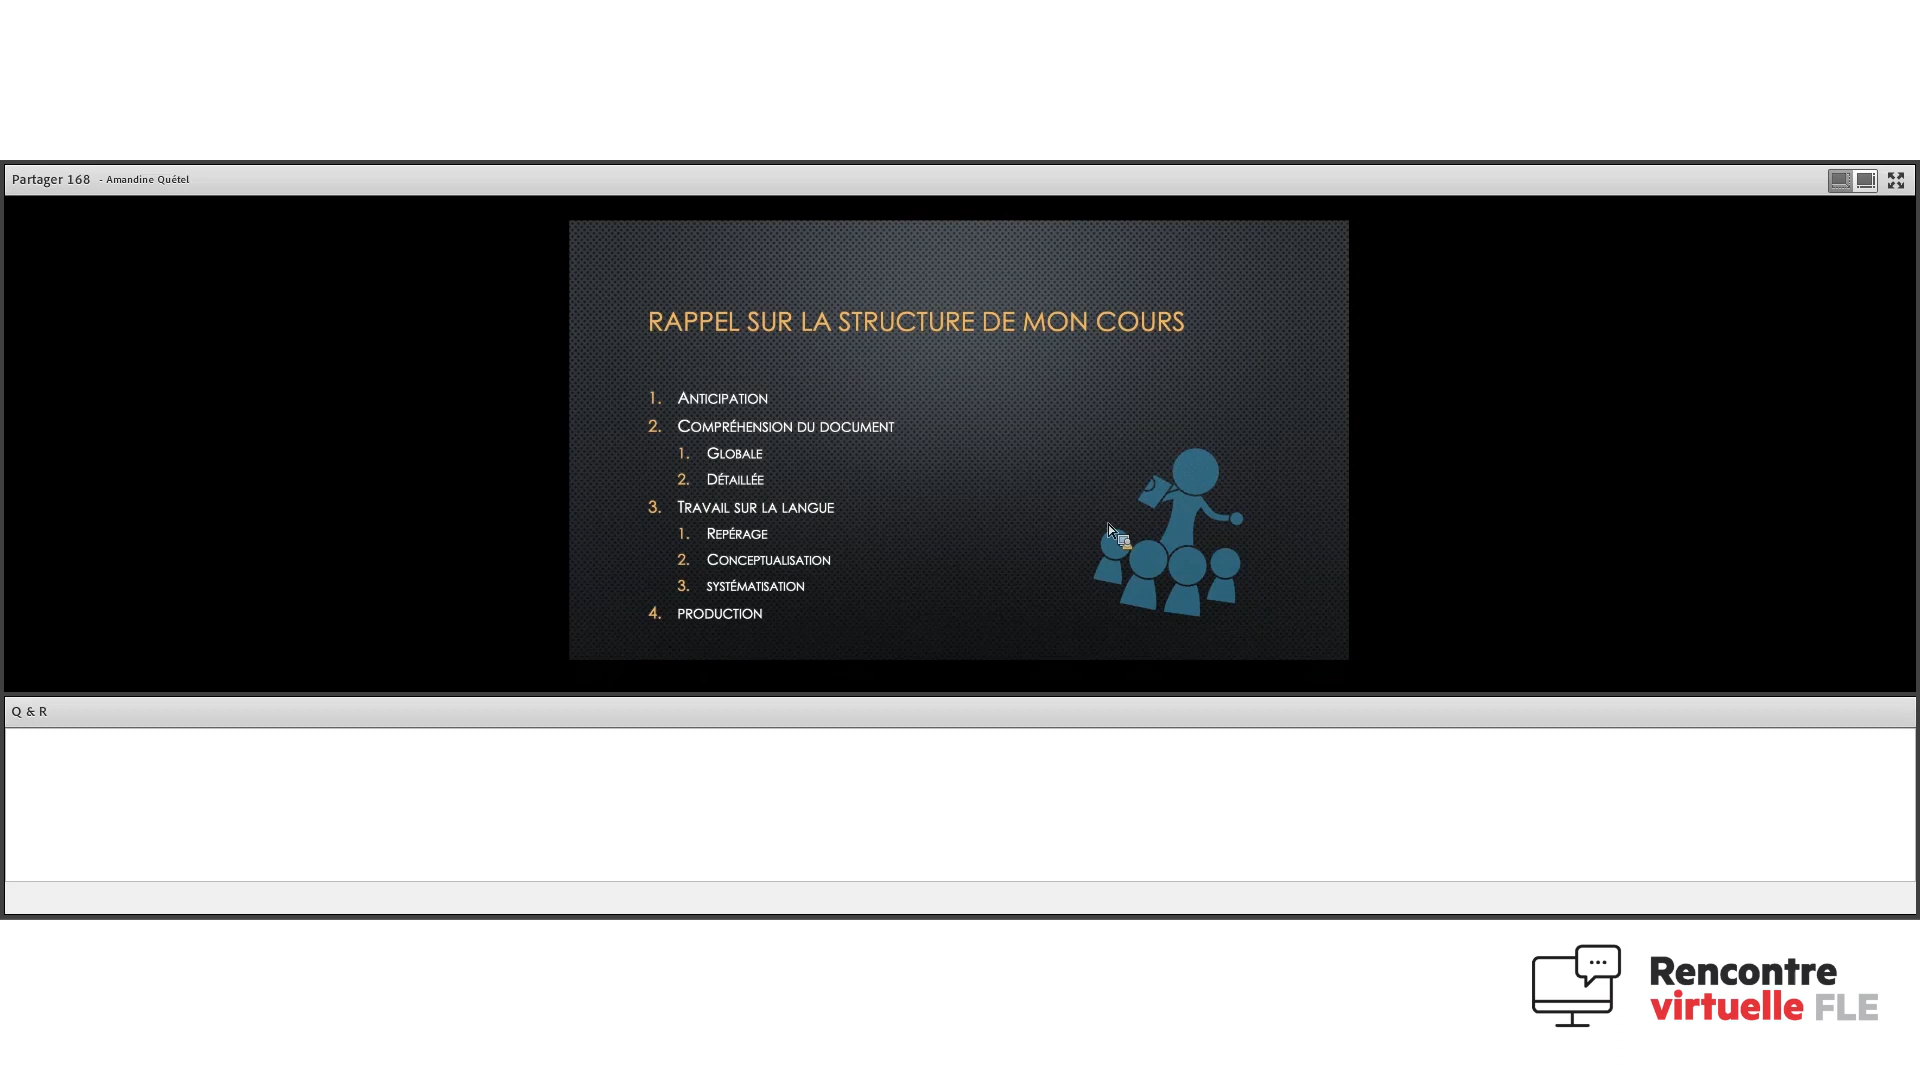 Partager 168 - Amandine Quétel
RAPPEL SUR LA STRUCTURE DE MON COURS
1. ANTICIPATION
2. COMPRÉHENSION DU DOCUMENT
1. GLOBALE
2. DÉTAILLÉE
3. TRAVAIL SUR LA LANGUE
1. REPÉRAGE
2. CONCEPTUALISATION
3. SYSTÉMATISATION
4. PRODUCTION
Q & R
Rencontre
virtuelle FLE